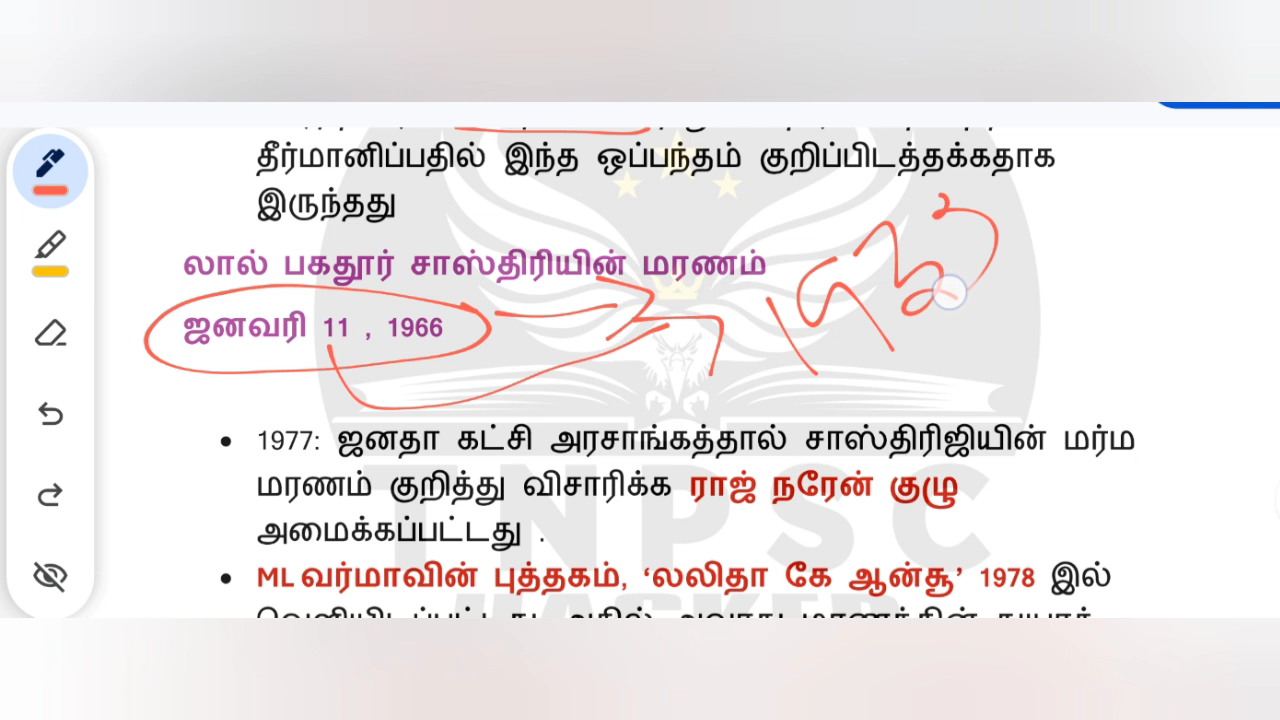 தீர்மானிப்பதில் இந்த ஒப்பந்தம் குறிப்பிடத்தக்கதாக
இருந்தது
லால் பகதூர் சாஸ்திரியின் மரணம்
ஜனவரி 11 , 1966
• 1977: ஜனதா கட்சி அரசாங்கத்தால் சாஸ்திரிஜியின் மர்ம
மரணம் குறித்து விசாரிக்க ராஜ் நரேன் குழு
அமைக்கப்பட்டது .
• ML வர்மாவின் புத்தகம், ‘லலிதா கே ஆன்சூ’ 1978 இல்
TNPSC